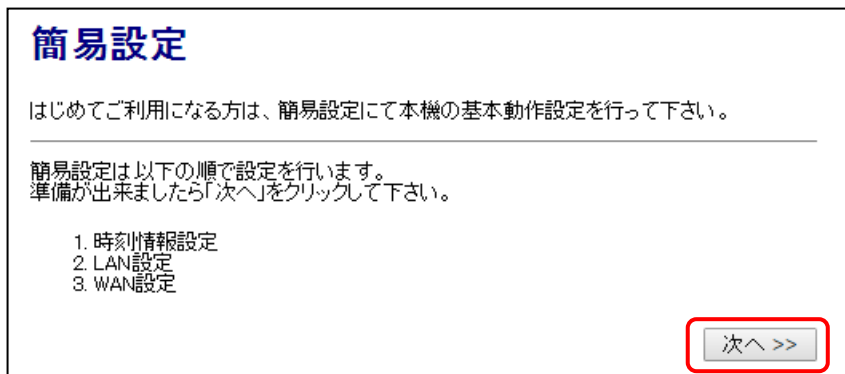 簡易設定
はじめてご利用になる方は、簡易設定にて本機の基本動作設定を行って下さい。
簡易設定は以下の順で設定を行います。
準備が出来ましたら「次へ」をクリックして下さい。
1. 時刻情報設定
2. LAN設定
3. WAN設定
次へ >>